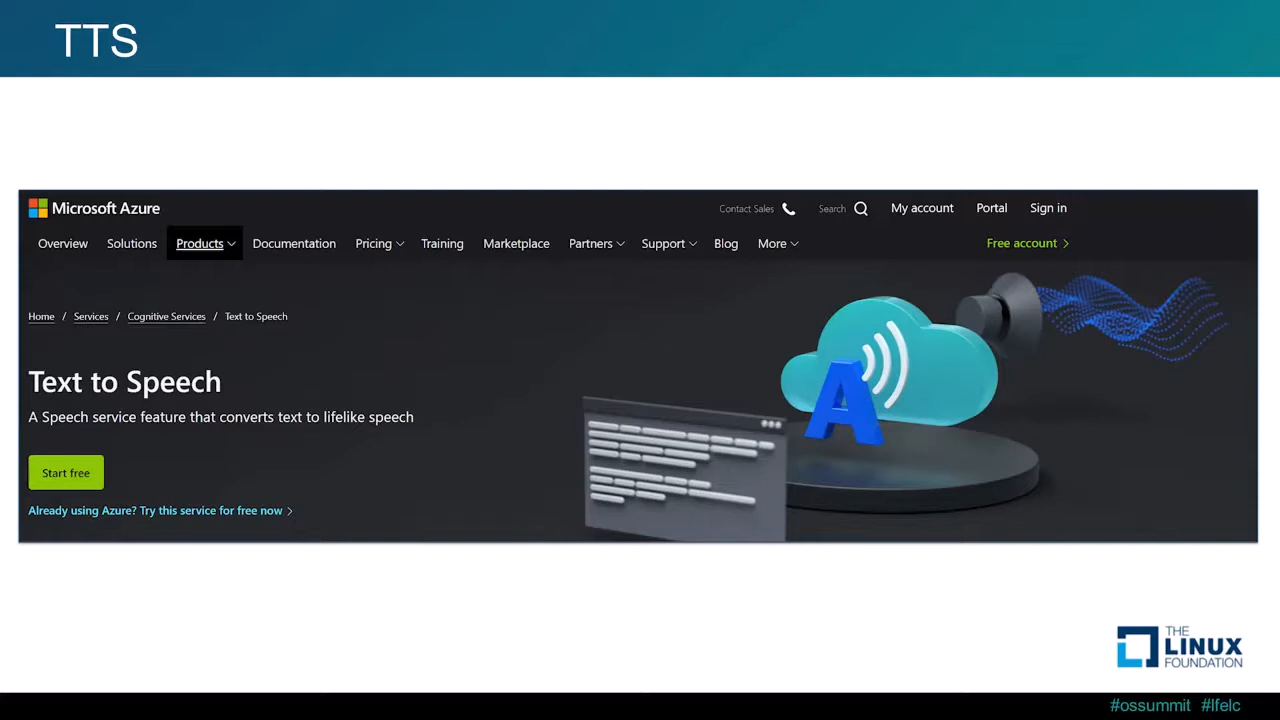 TTS
Microsoft Azure
Contact Sales Search My account Portal Sign in
Overview Solutions Products Documentation Pricing Training Marketplace Partners Support Blog More Free account
Home / Services / Cognitive Services / Text to Speech
Text to Speech
A Speech service feature that converts text to lifelike speech
Start free
Already using Azure? Try this service for free now
A
THE
LINUX
FOUNDATION
#ossummit #lfelc